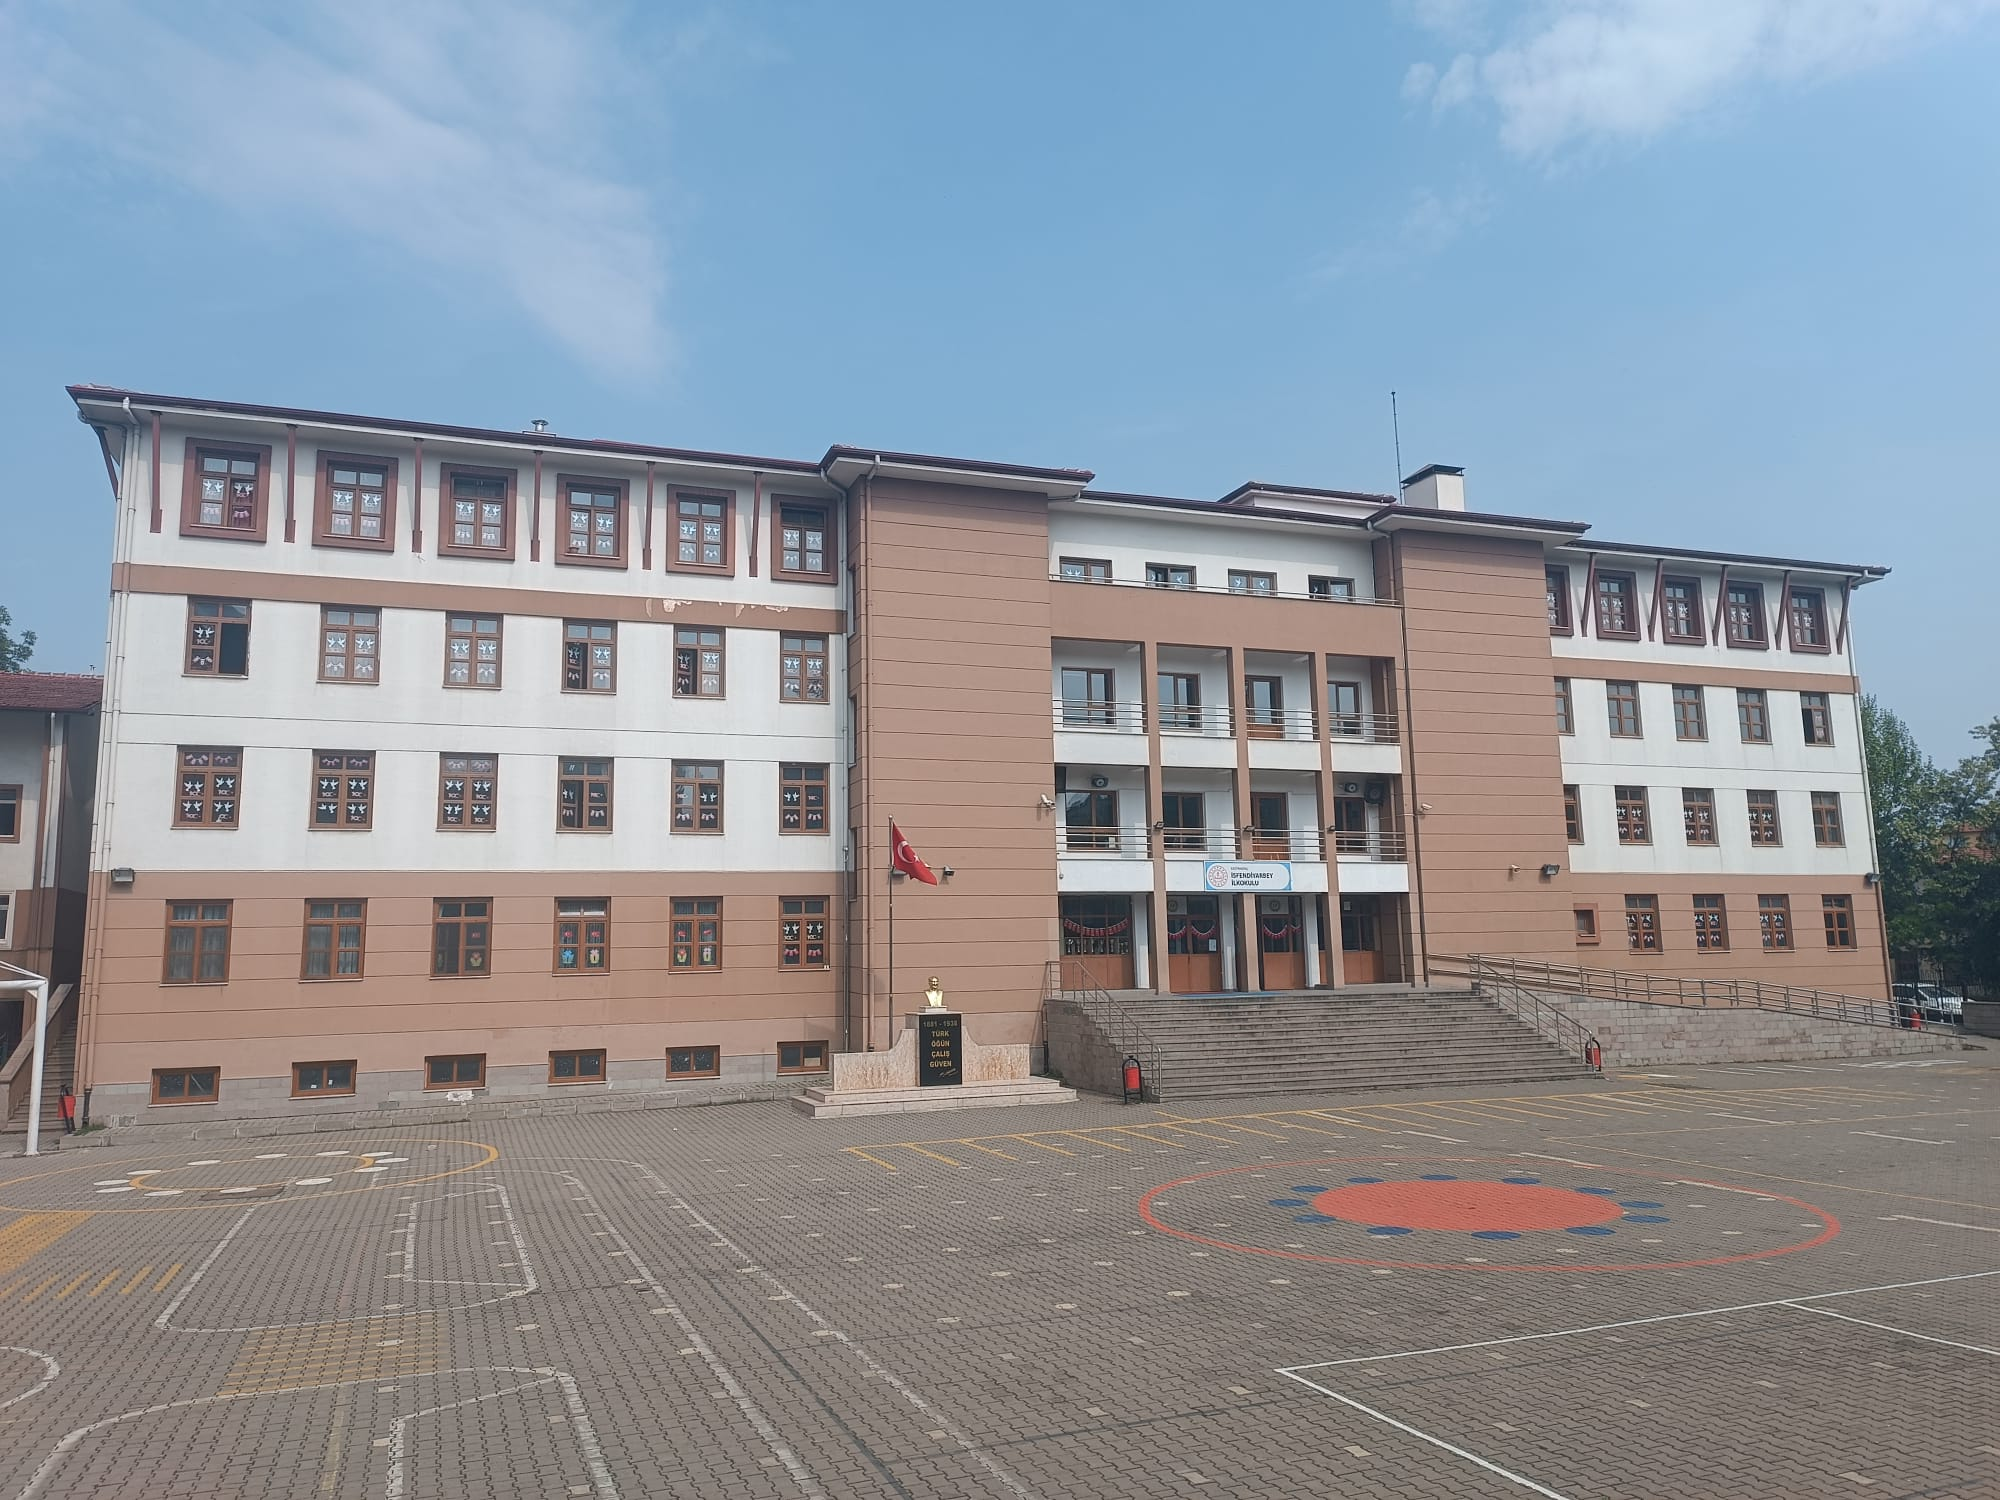 İSFENDİYARBEY
İLKOKULU
1881 - 1938
TÜRK
ÖĞÜN
ÇALIŞ
GÜVEN